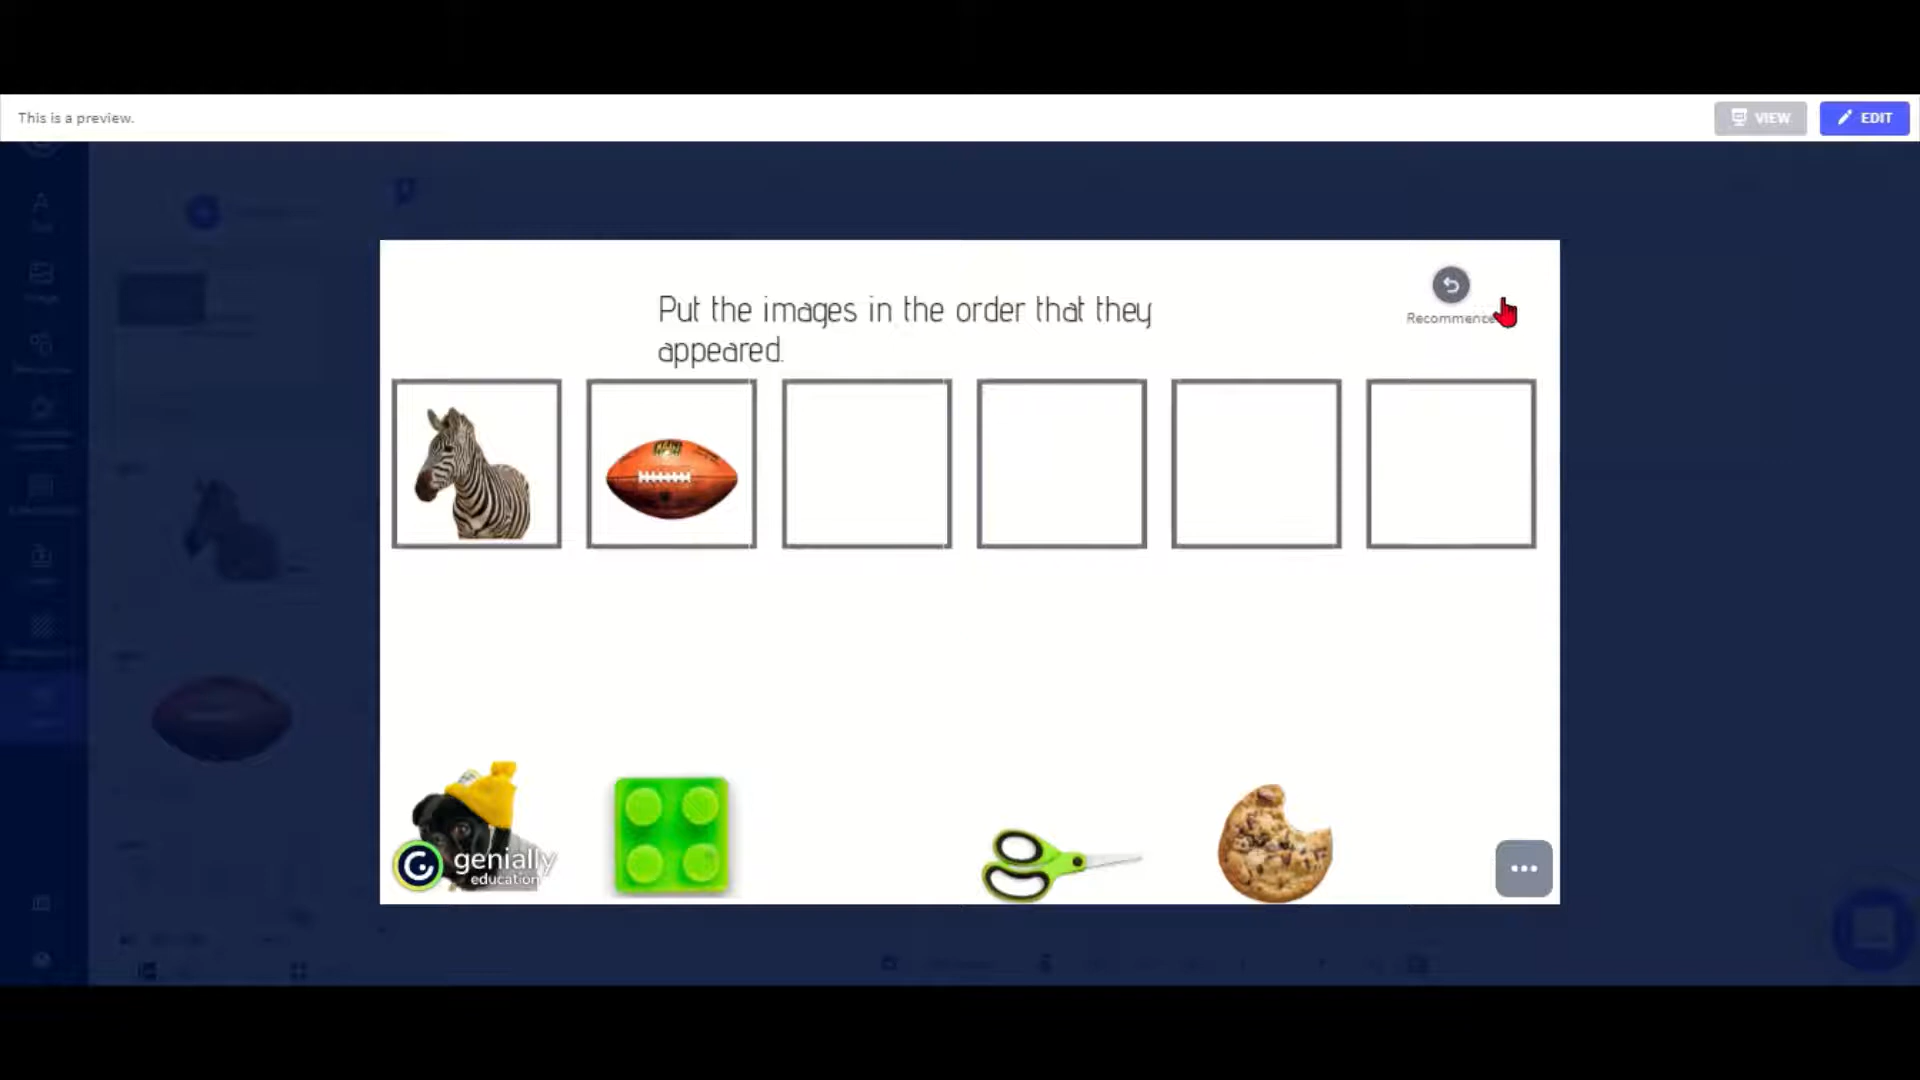 This is a preview.
VIEW
EDIT
Put the images in the order that they
appeared.
Recommence
genially
education